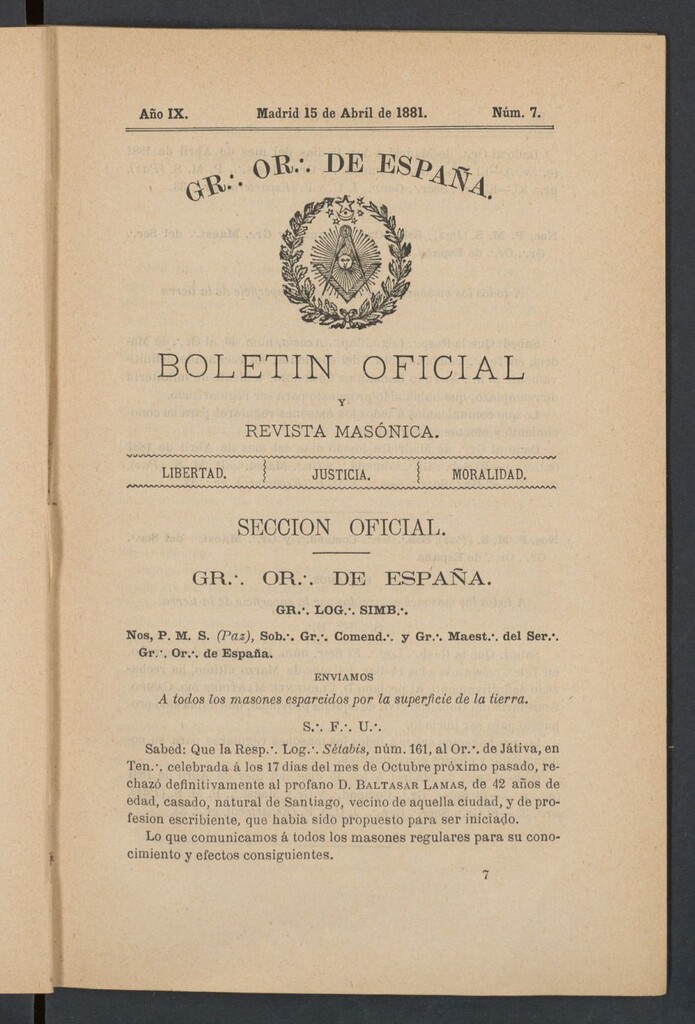 Año IX. Madrid 15 de Abril de 1881. Núm. 7.
GR.·. OR.·. DE ESPAÑA.
BOLETIN OFICIAL
Y
REVISTA MASÓNICA.
LIBERTAD. JUSTICIA. MORALIDAD.
SECCION OFICIAL.
GR.·. OR.·. DE ESPAÑA.
GR.·. LOG.·. SIMB.·.
Nos, P. M. S. (Paz), Sob.·. Gr.·. Comend.·. y Gr.·. Maest.·. del Ser.·.
Gr.·. Or.·. de España.
ENVIAMOS
A todos los masones esparcidos por la superficie de la tierra.
S.·. F.·. U.·.
Sabed: Que la Resp.·. Log.·. Sétabis, núm. 161, al Or.·. de Játiva, en
Ten.·. celebrada á los 17 dias del mes de Octubre próximo pasado, re-
chazó definitivamente al profano D. BALTASAR LAMAS, de 42 años de
edad, casado, natural de Santiago, vecino de aquella ciudad, y de pro-
fesion escribiente, que habia sido propuesto para ser iniciado.
Lo que comunicamos á todos los masones regulares para su cono-
cimiento y efectos consiguientes.
7